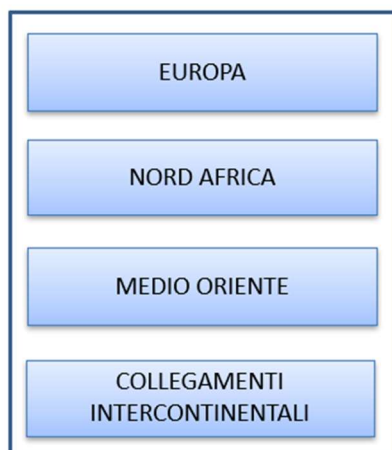 EUROPA
NORD AFRICA
MEDIO ORIENTE
COLLEGAMENTI
INTERCONTINENTALI